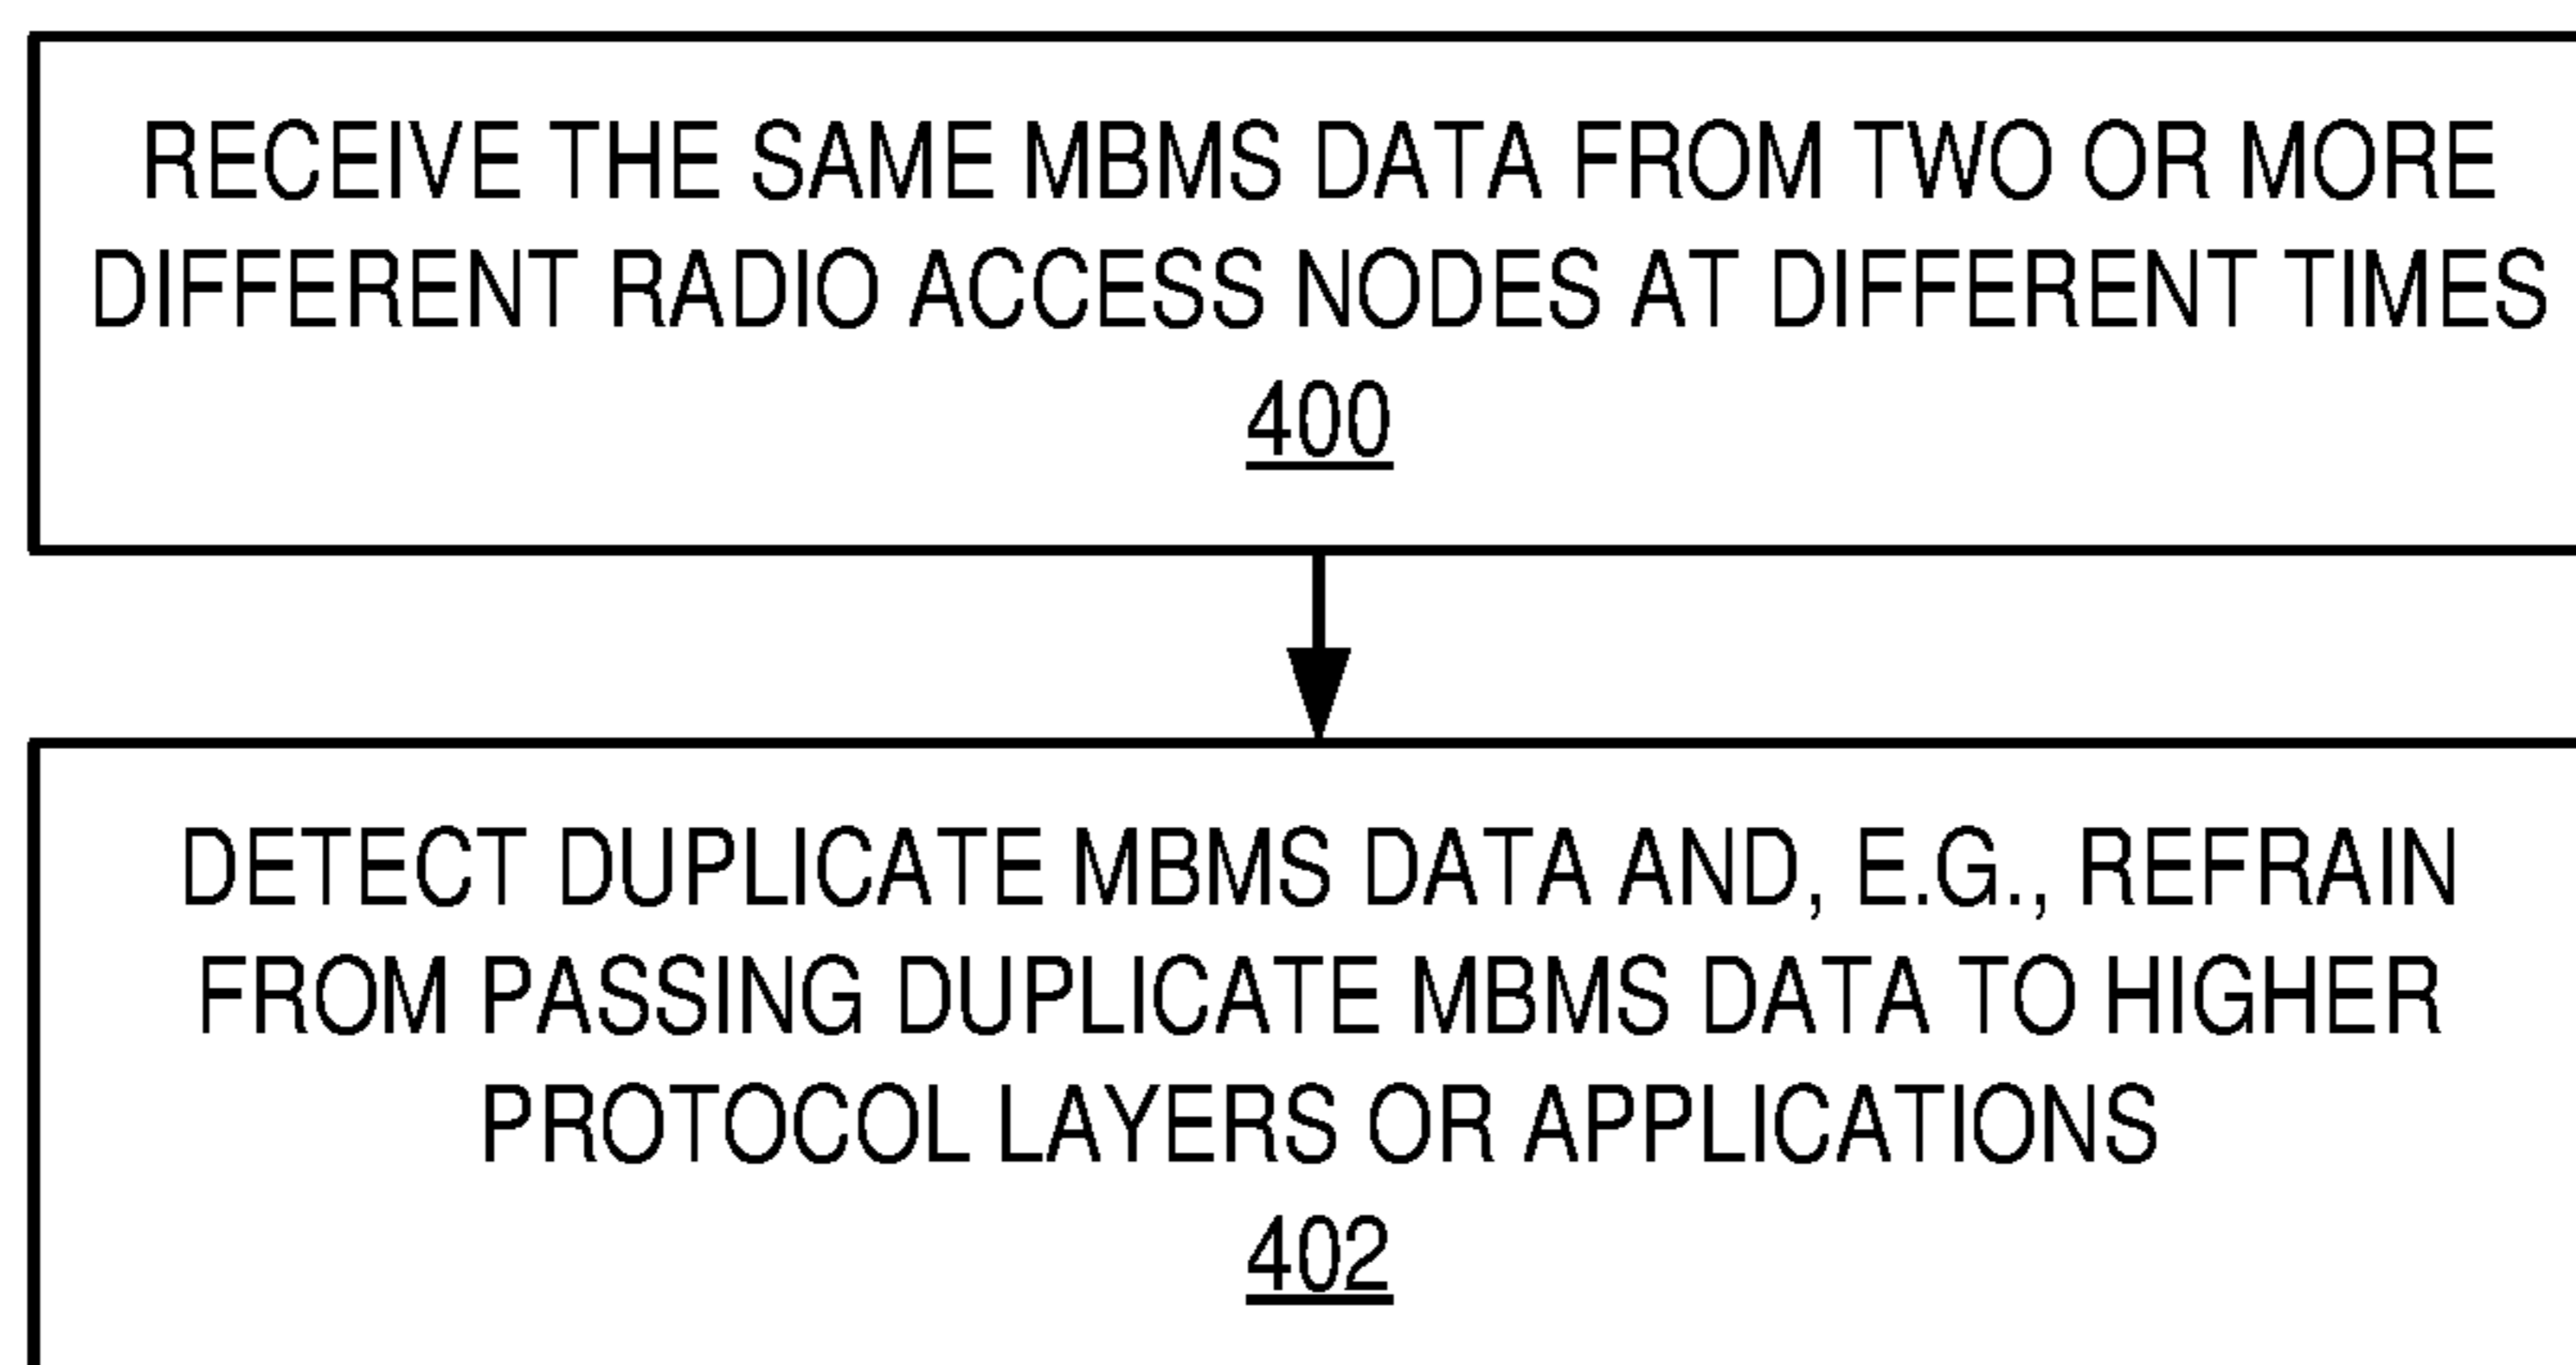 RECEIVE THE SAME MBMS DATA FROM TWO OR MORE
DIFFERENT RADIO ACCESS NODES AT DIFFERENT TIMES
400
DETECT DUPLICATE MBMS DATA AND, E.G., REFRAIN
FROM PASSING DUPLICATE MBMS DATA TO HIGHER
PROTOCOL LAYERS OR APPLICATIONS
402